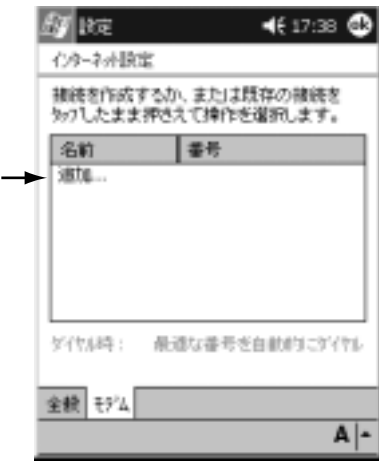 設定 17:38 ok
インターネット設定
接続を作成するか、または既存の接続を
タップしたまま押さえて操作を選択します。
名前 番号
追加...
ダイヤル時： 最適な番号を自動的にダイヤル
全般 モデム
A